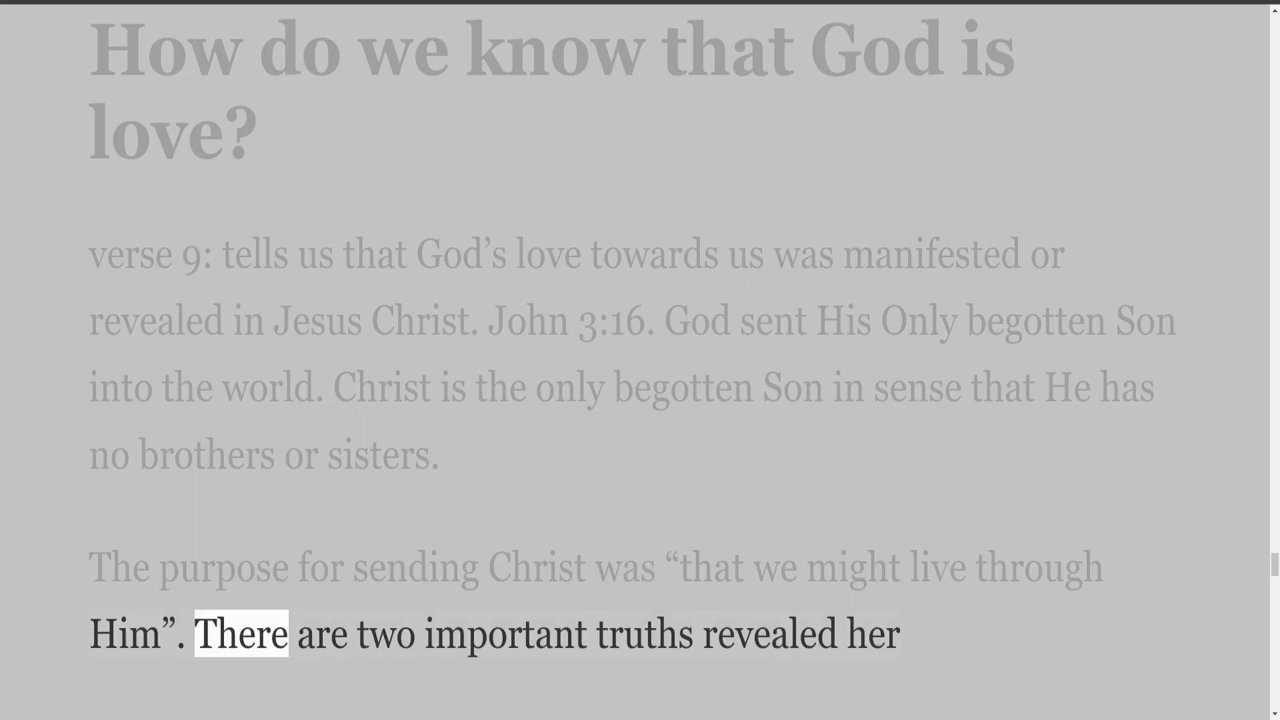 How do we know that God is
love?
verse 9: tells us that God’s love towards us was manifested or
revealed in Jesus Christ. John 3:16. God sent His Only begotten Son
into the world. Christ is the only begotten Son in sense that He has
no brothers or sisters.
The purpose for sending Christ was “that we might live through
Him”. There are two important truths revealed her